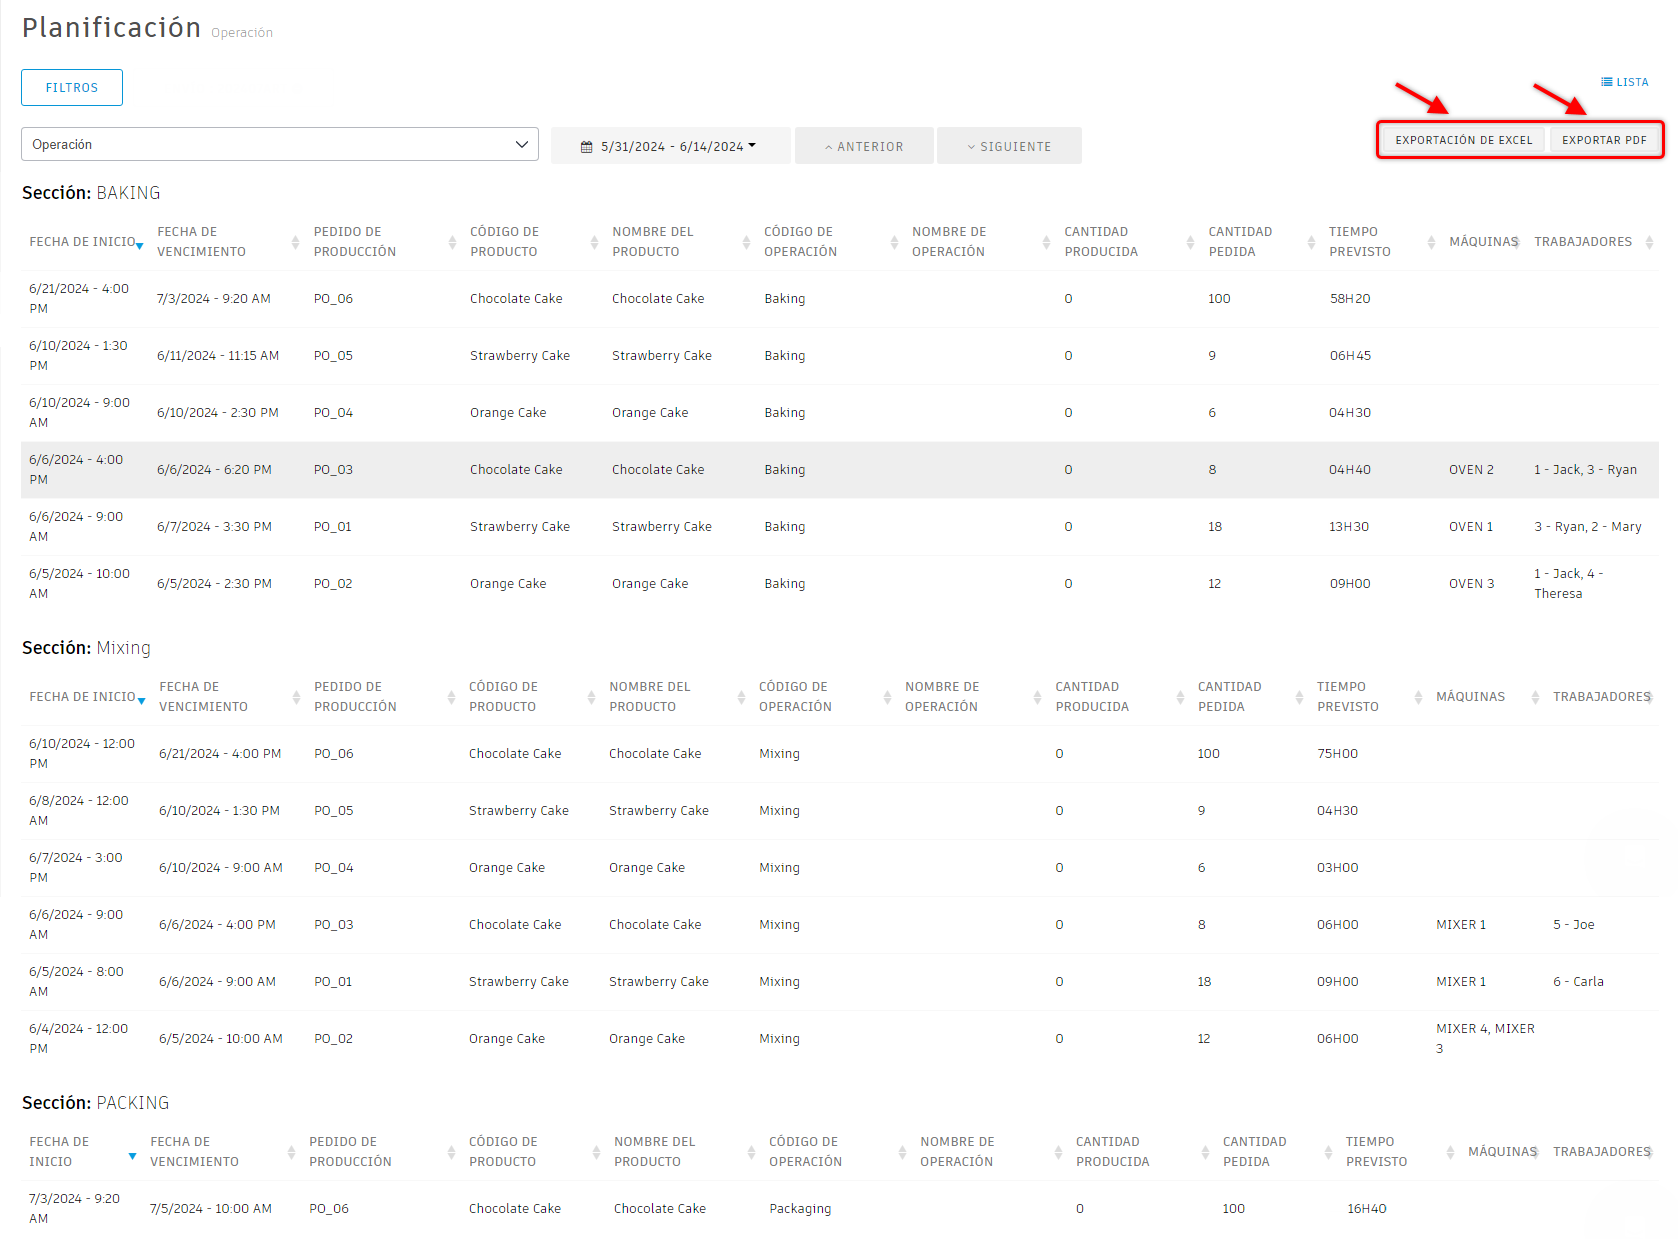 Planificación Operación
FILTROS
LISTA
Operación
5/31/2024 - 6/14/2024
ANTERIOR
SIGUIENTE
EXPORTACIÓN DE EXCEL
EXPORTAR PDF
Sección: BAKING
FECHA DE INICIO FECHA DE VENCIMIENTO PEDIDO DE PRODUCCIÓN CÓDIGO DE PRODUCTO NOMBRE DEL PRODUCTO CÓDIGO DE OPERACIÓN NOMBRE DE OPERACIÓN CANTIDAD PRODUCIDA CANTIDAD PEDIDA TIEMPO PREVISTO MÁQUINAS TRABAJADORES
6/21/2024 - 4:00 PM 7/3/2024 - 9:20 AM PO_06 Chocolate Cake Chocolate Cake Baking 0 100 58H20
6/10/2024 - 1:30 PM 6/11/2024 - 11:15 AM PO_05 Strawberry Cake Strawberry Cake Baking 0 9 06H45
6/10/2024 - 9:00 AM 6/10/2024 - 2:30 PM PO_04 Orange Cake Orange Cake Baking 0 6 04H30
6/6/2024 - 4:00 PM 6/6/2024 - 6:20 PM PO_03 Chocolate Cake Chocolate Cake Baking 0 8 04H40 OVEN 2 1 - Jack, 3 - Ryan
6/6/2024 - 9:00 AM 6/7/2024 - 3:30 PM PO_01 Strawberry Cake Strawberry Cake Baking 0 18 13H30 OVEN 1 3 - Ryan, 2 - Mary
6/5/2024 - 10:00 AM 6/5/2024 - 2:30 PM PO_02 Orange Cake Orange Cake Baking 0 12 09H00 OVEN 3 1 - Jack, 4 - Theresa
Sección: Mixing
FECHA DE INICIO FECHA DE VENCIMIENTO PEDIDO DE PRODUCCIÓN CÓDIGO DE PRODUCTO NOMBRE DEL PRODUCTO CÓDIGO DE OPERACIÓN NOMBRE DE OPERACIÓN CANTIDAD PRODUCIDA CANTIDAD PEDIDA TIEMPO PREVISTO MÁQUINAS TRABAJADORES
6/10/2024 - 12:00 PM 6/21/2024 - 4:00 PM PO_06 Chocolate Cake Chocolate Cake Mixing 0 100 75H00
6/8/2024 - 12:00 AM 6/10/2024 - 1:30 PM PO_05 Strawberry Cake Strawberry Cake Mixing 0 9 04H30
6/7/2024 - 3:00 PM 6/10/2024 - 9:00 AM PO_04 Orange Cake Orange Cake Mixing 0 6 03H00
6/6/2024 - 9:00 AM 6/6/2024 - 4:00 PM PO_03 Chocolate Cake Chocolate Cake Mixing 0 8 06H00 MIXER 1 5 - Joe
6/5/2024 - 8:00 AM 6/6/2024 - 9:00 AM PO_01 Strawberry Cake Strawberry Cake Mixing 0 18 09H00 MIXER 1 6 - Carla
6/4/2024 - 12:00 PM 6/5/2024 - 10:00 AM PO_02 Orange Cake Orange Cake Mixing 0 12 06H00 MIXER 4, MIXER 3
Sección: PACKING
FECHA DE INICIO FECHA DE VENCIMIENTO PEDIDO DE PRODUCCIÓN CÓDIGO DE PRODUCTO NOMBRE DEL PRODUCTO CÓDIGO DE OPERACIÓN NOMBRE DE OPERACIÓN CANTIDAD PRODUCIDA CANTIDAD PEDIDA TIEMPO PREVISTO MÁQUINAS TRABAJADORES
7/3/2024 - 9:20 AM 7/5/2024 - 10:00 AM PO_06 Chocolate Cake Chocolate Cake Packaging 0 100 16H40